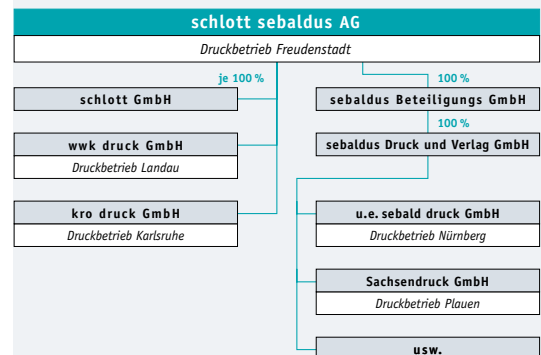 schlott sebaldus AG
Druckbetrieb Freudenstadt
je 100 %
schlott GmbH
wwk druck GmbH
Druckbetrieb Landau
kro druck GmbH
Druckbetrieb Karlsruhe
100 %
sebaldus Beteiligungs GmbH
100 %
sebaldus Druck und Verlag GmbH
u.e. sebald druck GmbH
Druckbetrieb Nürnberg
Sachsendruck GmbH
Druckbetrieb Plauen
usw.